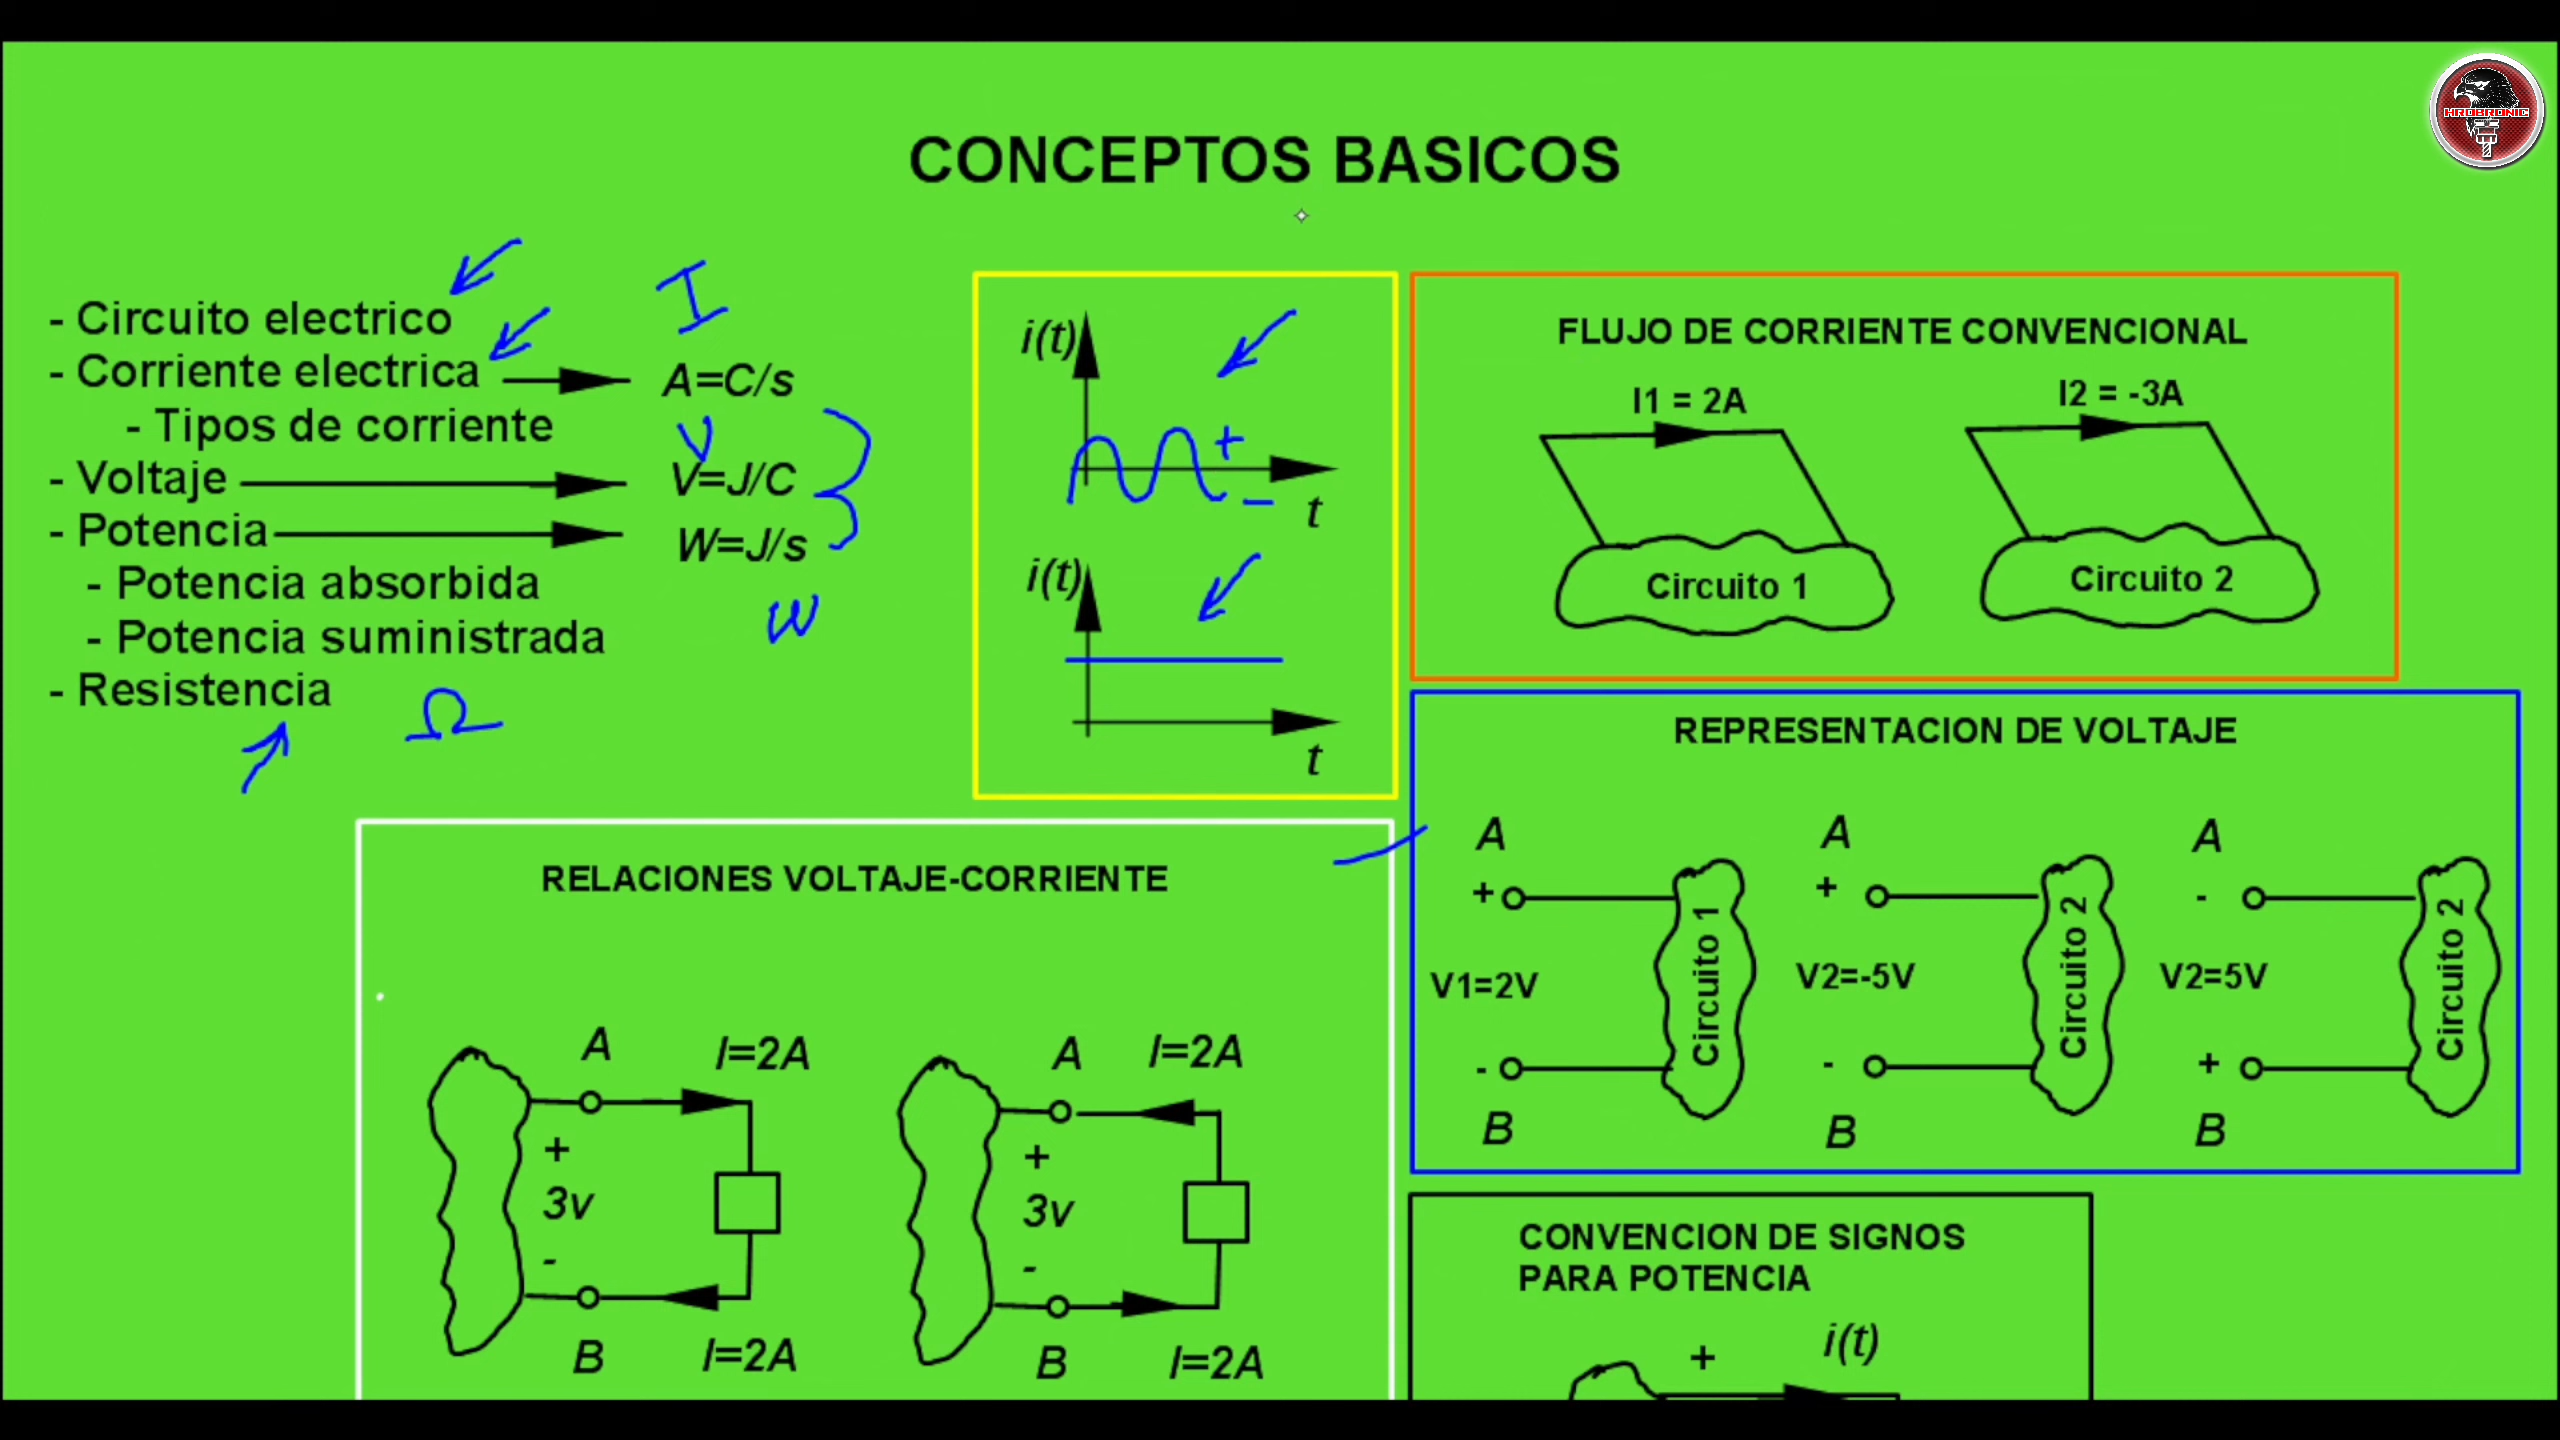 HROBRONIC
CONCEPTOS BASICOS
- Circuito electrico
I
- Corriente electrica
A=C/s
- Tipos de corriente
V
- Voltaje
V=J/C
- Potencia
W=J/s
- Potencia absorbida
- Potencia suministrada
W
- Resistencia
Ω
i(t)
+
-
t
i(t)
t
FLUJO DE CORRIENTE CONVENCIONAL
I1 = 2A
I2 = -3A
Circuito 1
Circuito 2
REPRESENTACION DE VOLTAJE
A
+
V1=2V
-
B
Circuito 1
A
+
V2=-5V
-
B
Circuito 2
A
-
V2=5V
+
B
Circuito 2
RELACIONES VOLTAJE-CORRIENTE
A
I=2A
+
3v
-
B
I=2A
A
I=2A
+
3v
-
B
I=2A
CONVENCION DE SIGNOS
PARA POTENCIA
+
i(t)